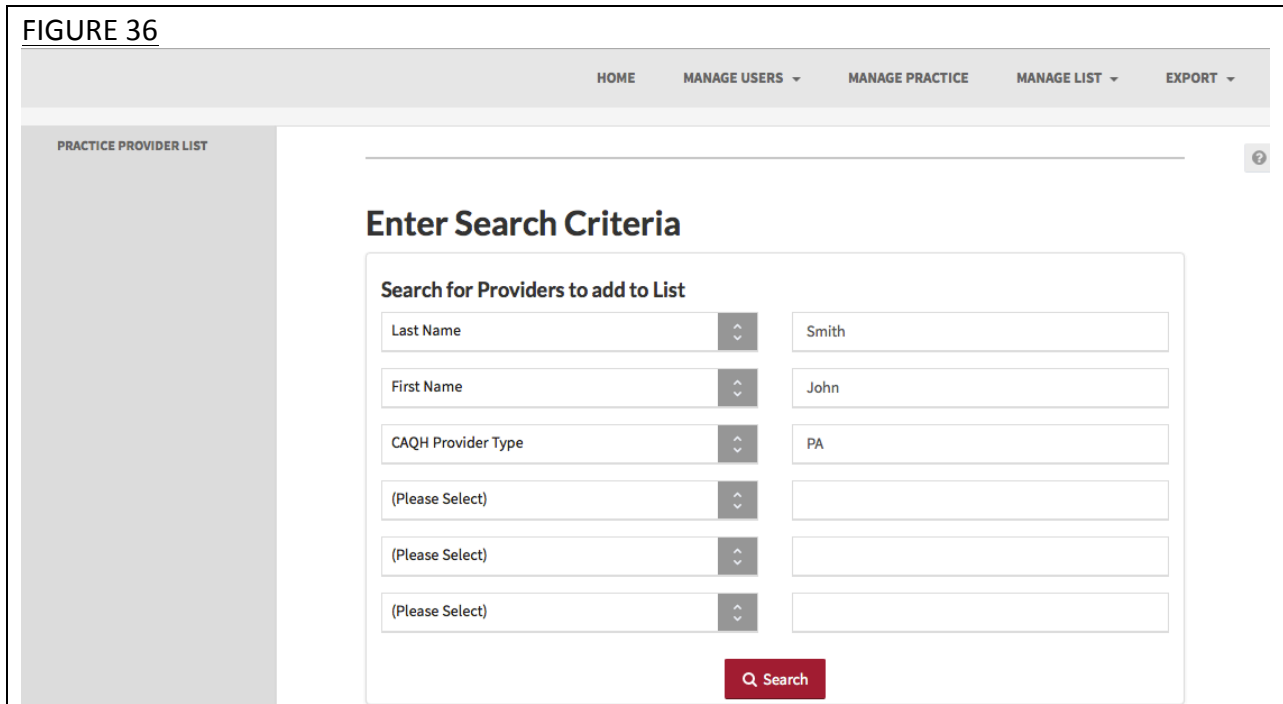 FIGURE 36
HOME MANAGE USERS MANAGE PRACTICE MANAGE LIST EXPORT
PRACTICE PROVIDER LIST
?
Enter Search Criteria
Search for Providers to add to List
Last Name Smith
First Name John
CAQH Provider Type PA
(Please Select)
(Please Select)
(Please Select)
Search